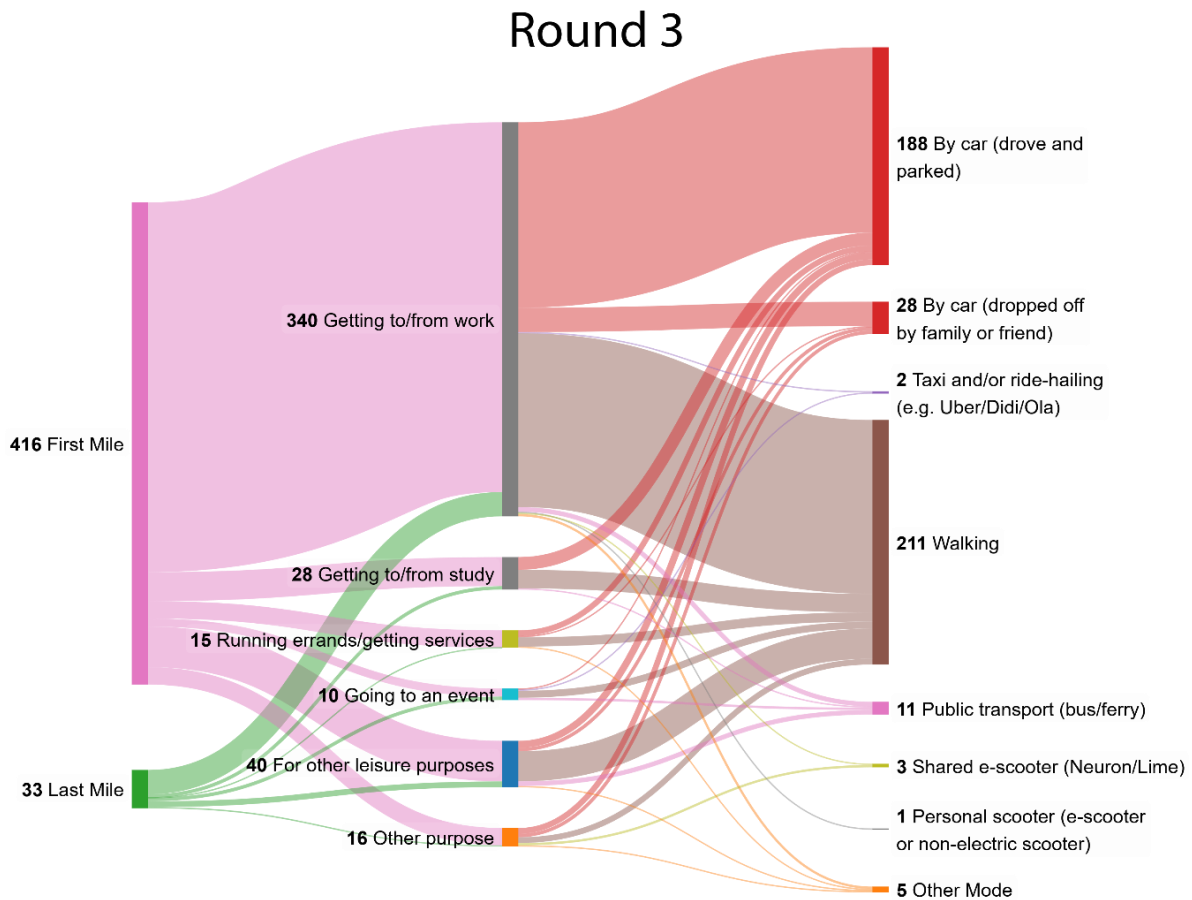 Round 3
416 First Mile
33 Last Mile
340 Getting to/from work
28 Getting to/from study
15 Running errands/getting services
10 Going to an event
40 For other leisure purposes
16 Other purpose
188 By car (drove and
parked)
28 By car (dropped off
by family or friend)
2 Taxi and/or ride-hailing
(e.g. Uber/Didi/Ola)
211 Walking
11 Public transport (bus/ferry)
3 Shared e-scooter (Neuron/Lime)
1 Personal scooter (e-scooter
or non-electric scooter)
5 Other Mode